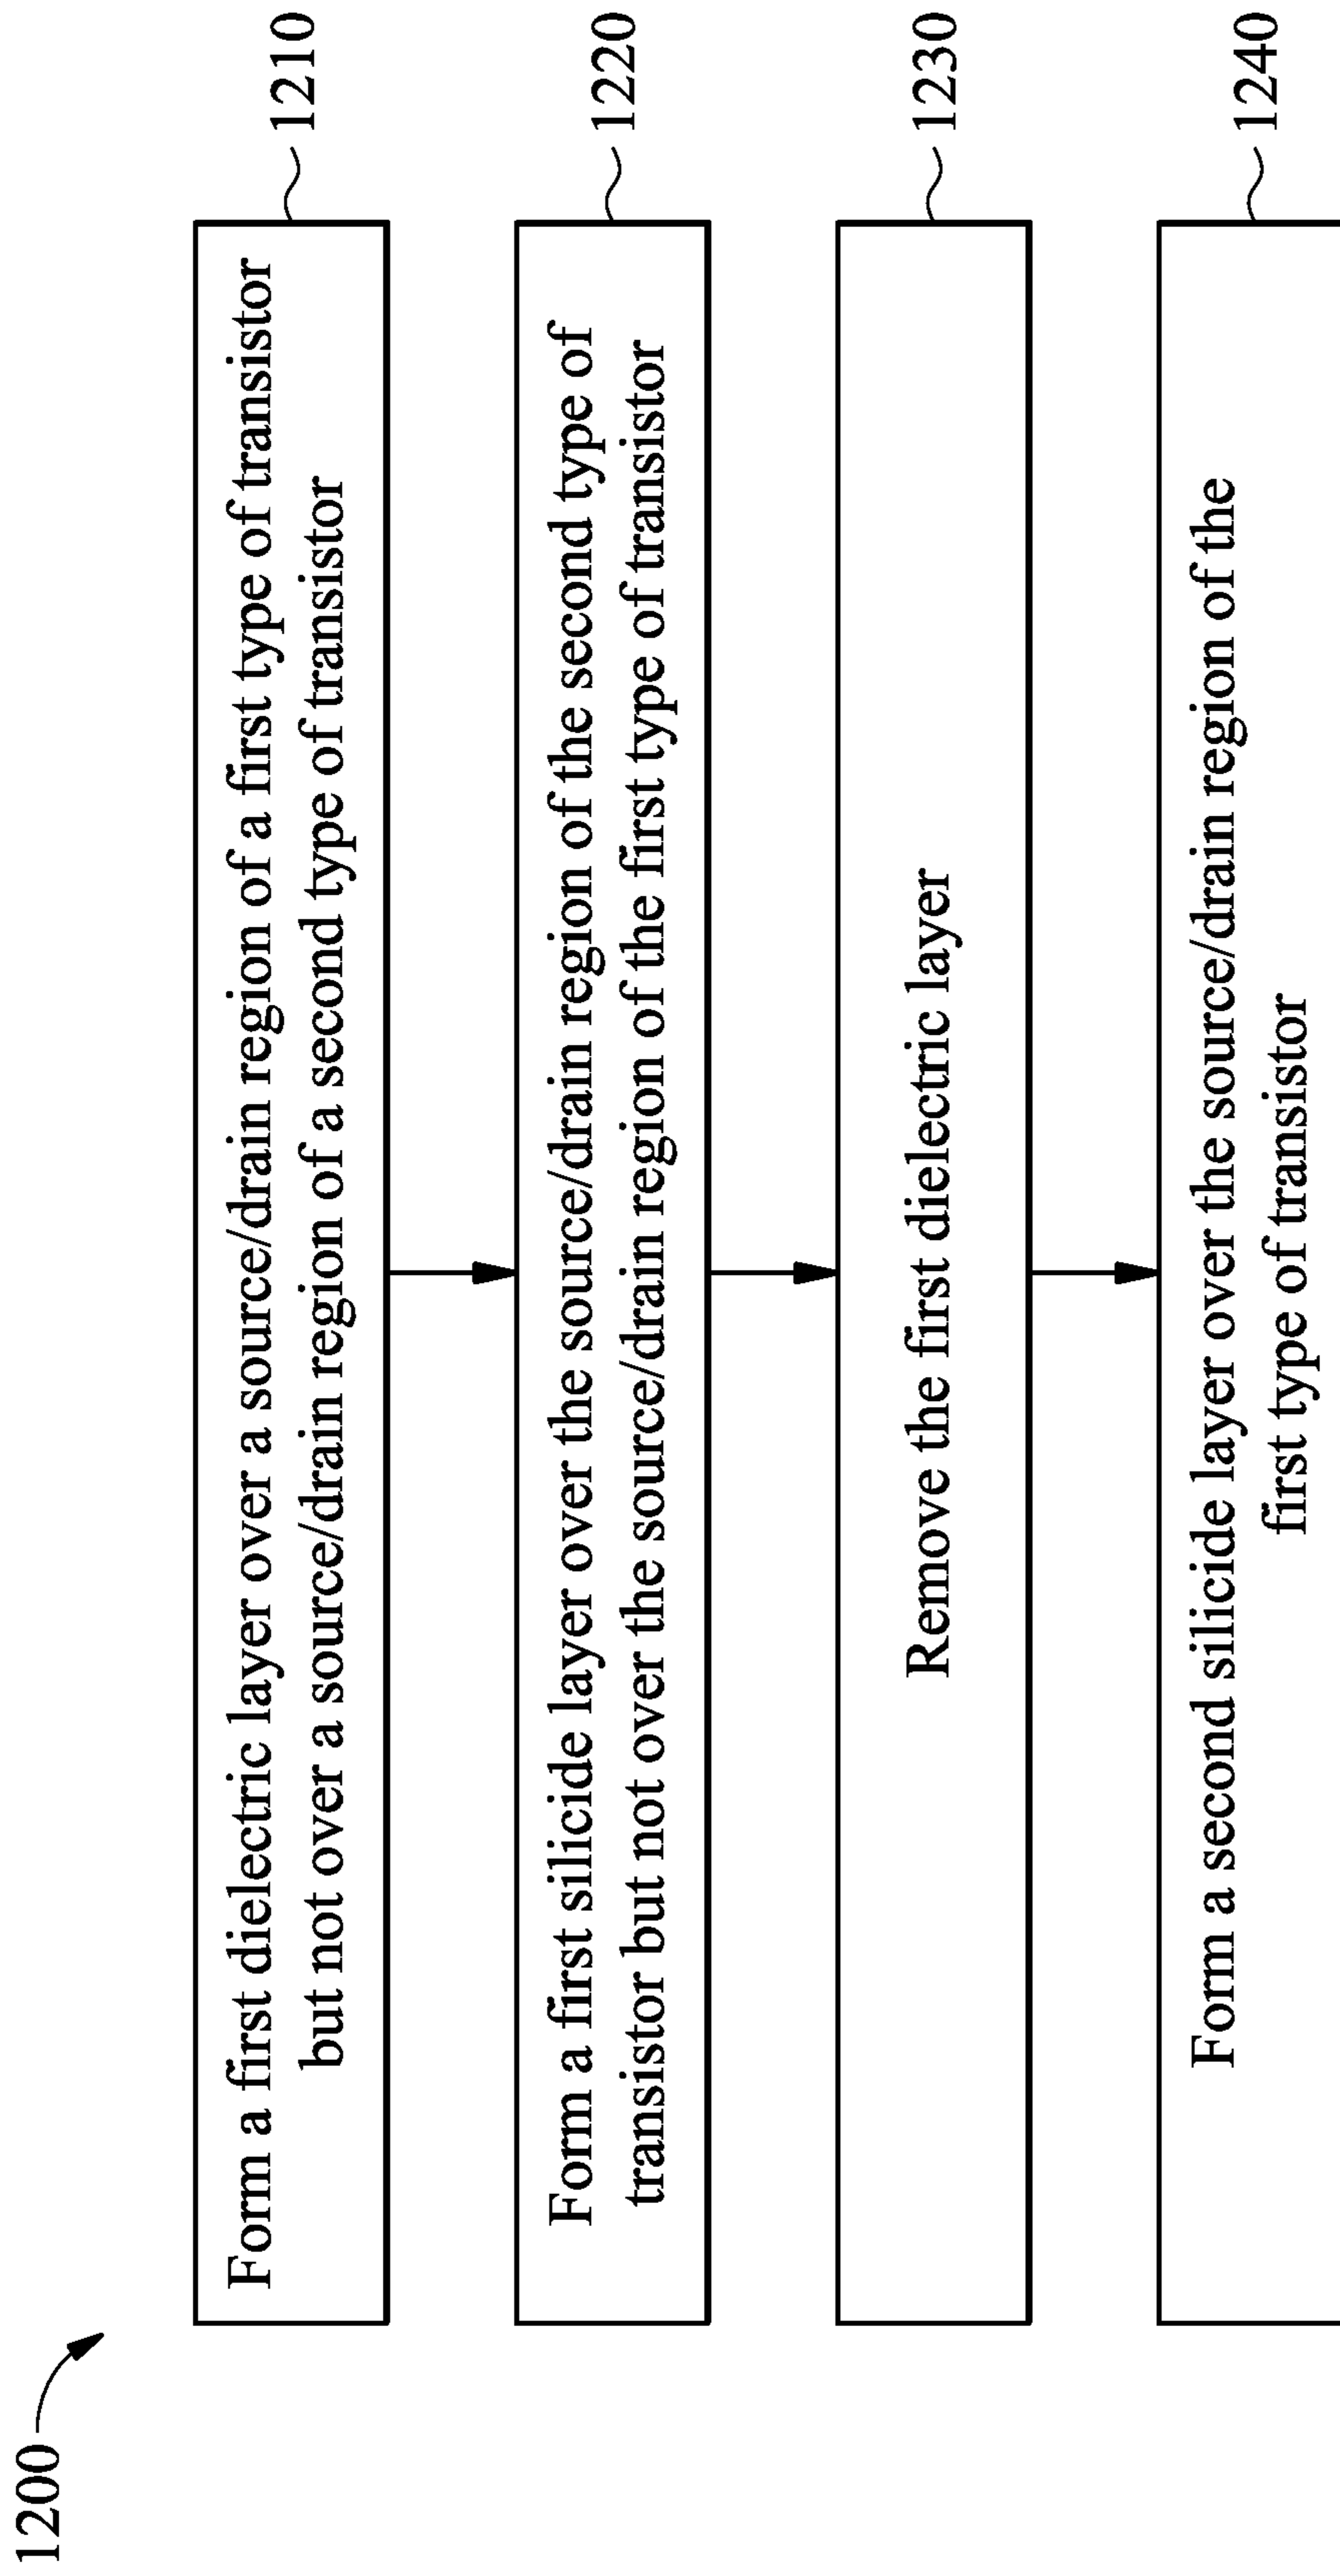 1200
Form a first dielectric layer over a source/drain region of a first type of transistor
but not over a source/drain region of a second type of transistor
1210
Form a first silicide layer over the source/drain region of the second type of
transistor but not over the source/drain region of the first type of transistor
1220
Remove the first dielectric layer
1230
Form a second silicide layer over the source/drain region of the
first type of transistor
1240